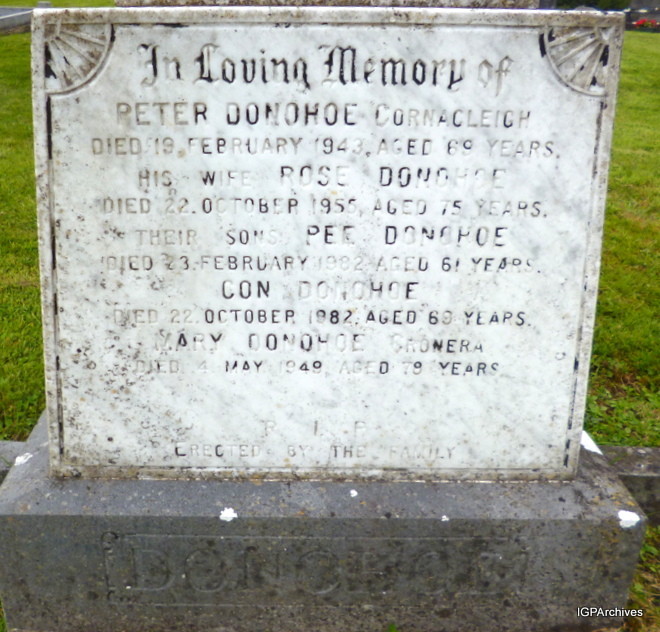 In Loving Memory of
PETER DONOHOE CORNACLEIGH
DIED 19. FEBRUARY 1943, AGED 69 YEARS.
HIS WIFE ROSE DONOHOE
DIED 22. OCTOBER 1955, AGED 75 YEARS.
THEIR SONS PEE DONOHOE
DIED 23. FEBRUARY 1982 AGED 61 YEARS.
CON DONOHOE
DIED 22. OCTOBER 1982, AGED 69 YEARS.
MARY DONOHOE CRONERA
DIED 4 MAY 1949, AGED 79 YEARS
R. I. P.
ERECTED BY THE FAMILY
DONOHOE
IGPArchives